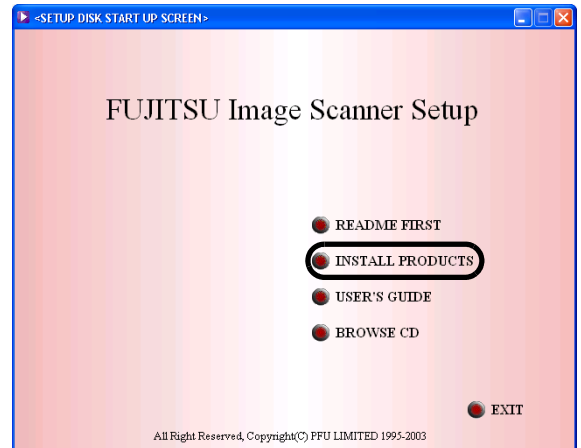 <SETUP DISK START UP SCREEN>
FUJITSU Image Scanner Setup
README FIRST
INSTALL PRODUCTS
USER'S GUIDE
BROWSE CD
EXIT
All Right Reserved, Copyright(C) PFU LIMITED 1995-2003